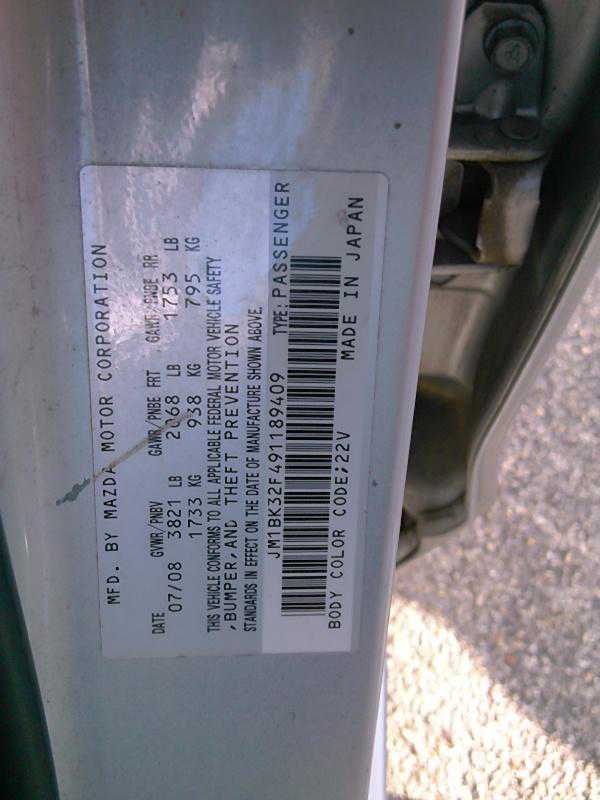 MFD. BY MAZDA MOTOR CORPORATION
DATE GVWR/PNBV GAWR/PNBE FRT GAWR/PNBE RR
07/08 3821 LB 2068 LB 1753 LB
1733 KG 938 KG 795 KG
THIS VEHICLE CONFORMS TO ALL APPLICABLE FEDERAL MOTOR VEHICLE SAFETY
,BUMPER,AND THEFT PREVENTION
STANDARDS IN EFFECT ON THE DATE OF MANUFACTURE SHOWN ABOVE.
JM1BK32F491189409 TYPE: PASSENGER
BODY COLOR CODE;22V MADE IN JAPAN